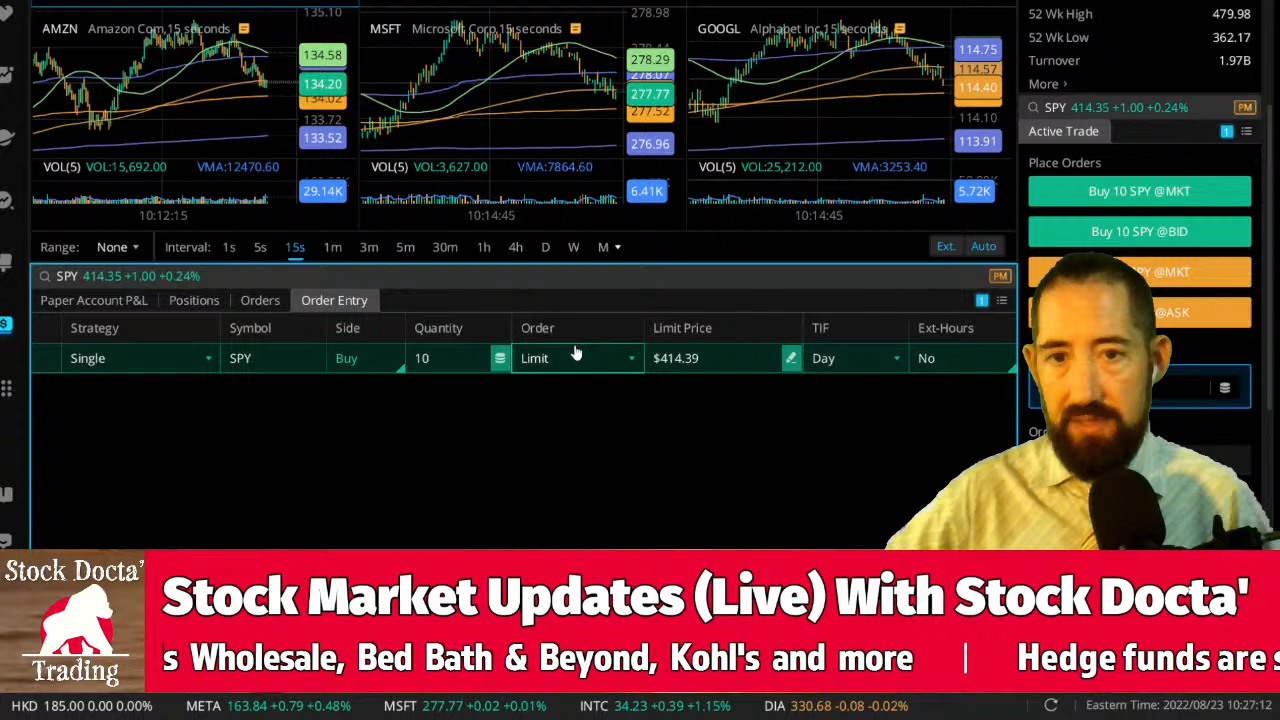 AMZN Amazon Com,15 seconds
135.10
134.58
134.20
134.02
133.72
133.52
VOL(5) VOL:15,692.00 VMA:12470.60
29.14K
10:12:15
MSFT Microsoft Corp,15 seconds
278.98
278.44
278.29
278.07
277.77
277.52
276.96
VOL(5) VOL:3,627.00 VMA:7864.60
6.41K
10:14:45
GOOGL Alphabet Inc,15 seconds
114.75
114.57
114.40
114.10
113.91
VOL(5) VOL:25,212.00 VMA:3253.40
5.72K
10:14:45
52 Wk High 479.98
52 Wk Low 362.17
Turnover 1.97B
More
SPY 414.35 +1.00 +0.24% PM
Active Trade 1
Place Orders
Buy 10 SPY @MKT
Buy 10 SPY @BID
SPY @MKT
@ASK
Range: None Interval: 1s 5s 15s 1m 3m 5m 30m 1h 4h D W M Ext. Auto
SPY 414.35 +1.00 +0.24% PM
Paper Account P&L Positions Orders Order Entry 1
Strategy Symbol Side Quantity Order Limit Price TIF Ext-Hours
Single SPY Buy 10 Limit $414.39 Day No
Stock Docta'
Trading
Stock Market Updates (Live) With Stock Docta'
s Wholesale, Bed Bath & Beyond, Kohl's and more | Hedge funds are s
HKD 185.00 0.00 0.00% META 163.84 +0.79 +0.48% MSFT 277.77 +0.02 +0.01% INTC 34.23 +0.39 +1.15% DIA 330.68 -0.08 -0.02% Eastern Time: 2022/08/23 10:27:12